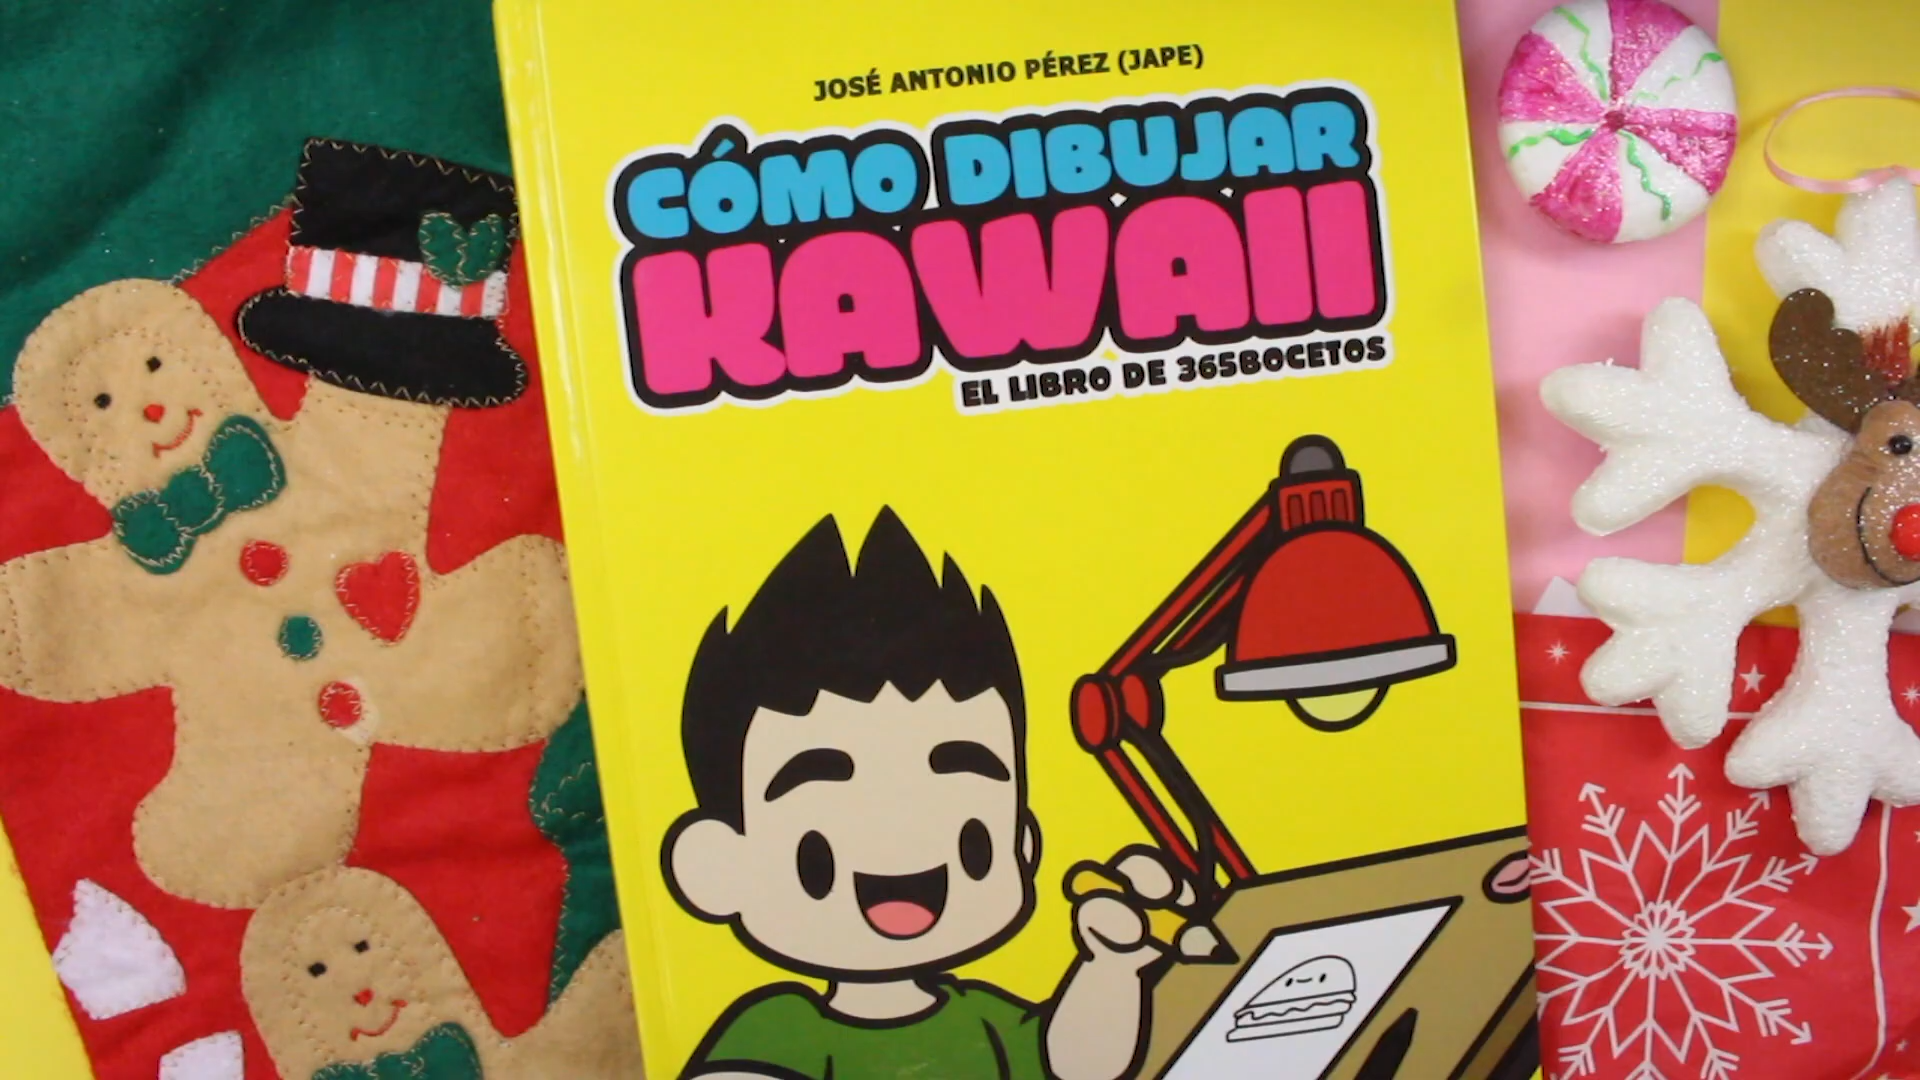 JOSÉ ANTONIO PÉREZ (JAPE)
CÓMO DIBUJAR
KAWAII
EL LIBRO DE 365BOCETOS